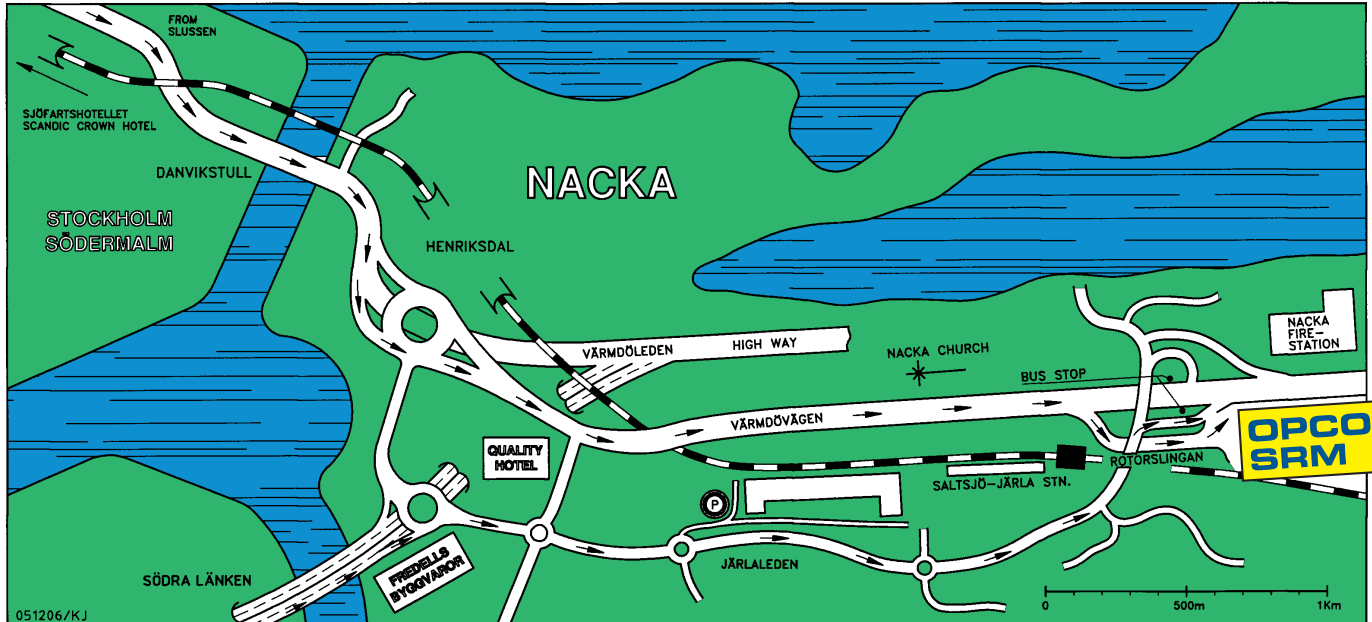 FROM
SLUSSEN
SJÖFARTSHOTELLET
SCANDIC CROWN HOTEL
DANVIKSTULL
NACKA
STOCKHOLM
SÖDERMALM
HENRIKSDAL
NACKA
FIRE-
STATION
VÄRMDÖLEDEN
HIGH WAY
NACKA CHURCH
BUS STOP
VÄRMDÖVÄGEN
OPCON
SRM
QUALITY
HOTEL
ROTORSLINGAN
SALTSJÖ-JÄRLA STN.
P
FREDELLS
BYGGVAROR
JÄRLALEDEN
SÖDRA LÄNKEN
0
500m
1Km
051206/KJ